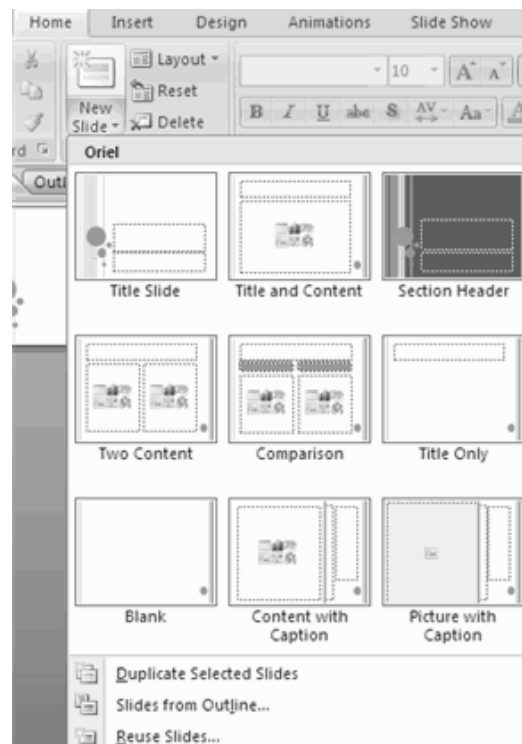 Home Insert Design Animations Slide Show
Layout
Reset
New
Slide
Delete
10 A A
B I U abc S AV Aa A
rd
Oriel
Outl
Title Slide Title and Content Section Header
Two Content Comparison Title Only
Blank Content with Caption Picture with Caption
Duplicate Selected Slides
Slides from Outline...
Reuse Slides...